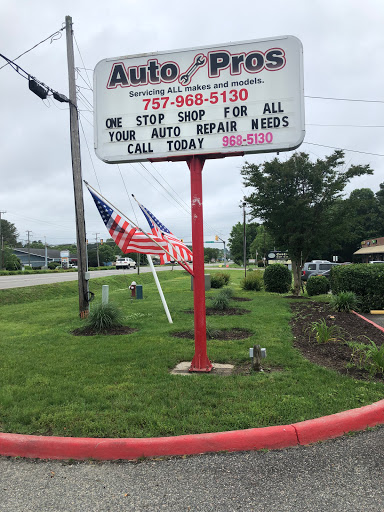 Auto Pros
Servicing ALL makes and models.
757-968-5130
ONE STOP SHOP FOR ALL
YOUR AUTO REPAIR NEEDS
CALL TODAY 968-5130